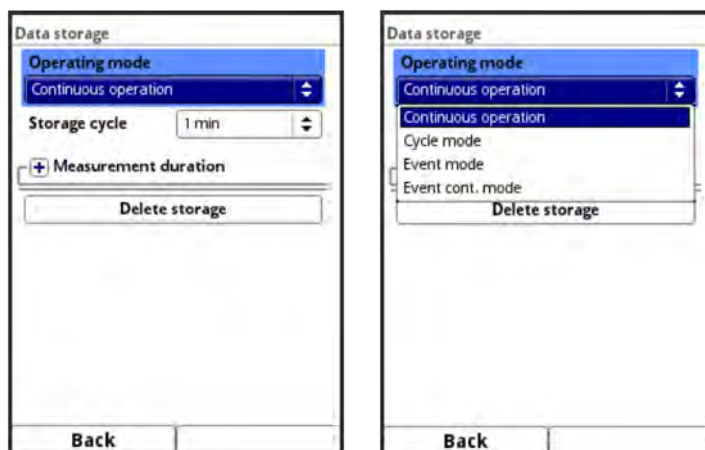 Data storage
Operating mode
Continuous operation
Storage cycle 1 min
Measurement duration
Delete storage
Back
Data storage
Operating mode
Continuous operation
Continuous operation
Cycle mode
Event mode
Event cont. mode
Delete storage
Back